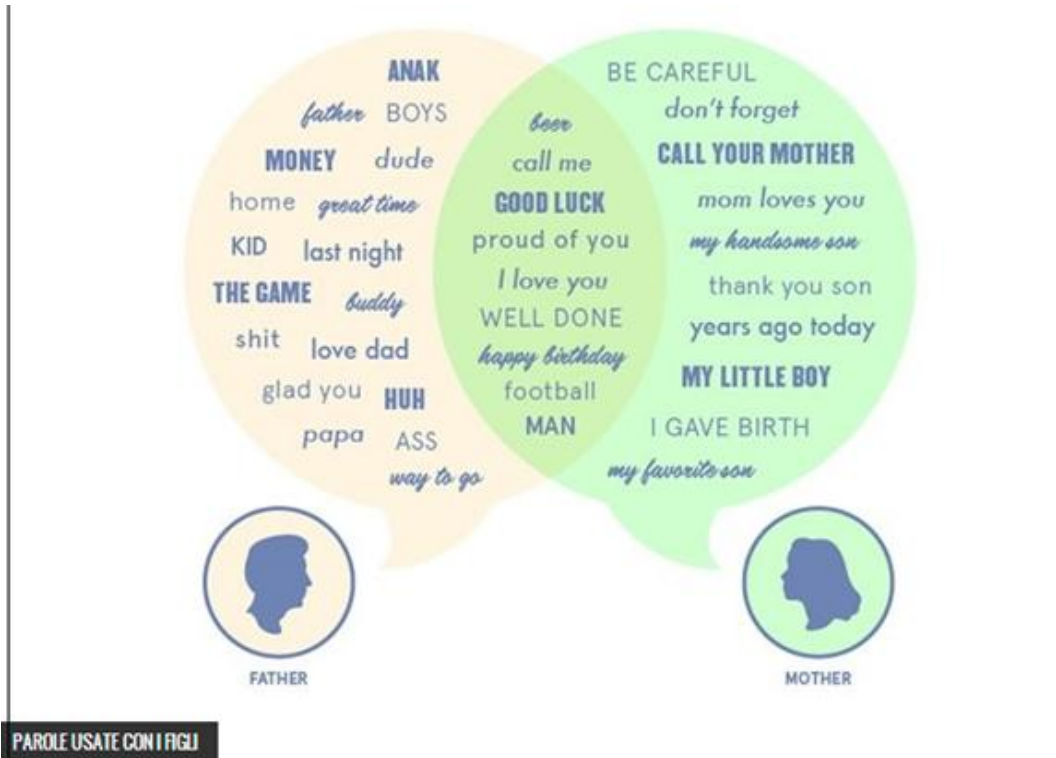 ANAK
father BOYS
MONEY dude
home great time
KID last night
THE GAME buddy
shit love dad
glad you HUH
papa ASS
way to go
beer
call me
GOOD LUCK
proud of you
I love you
WELL DONE
happy birthday
football
MAN
BE CAREFUL
don't forget
CALL YOUR MOTHER
mom loves you
my handsome son
thank you son
years ago today
MY LITTLE BOY
I GAVE BIRTH
my favorite son
FATHER
MOTHER
PAROLE USATE CON I FIGLI